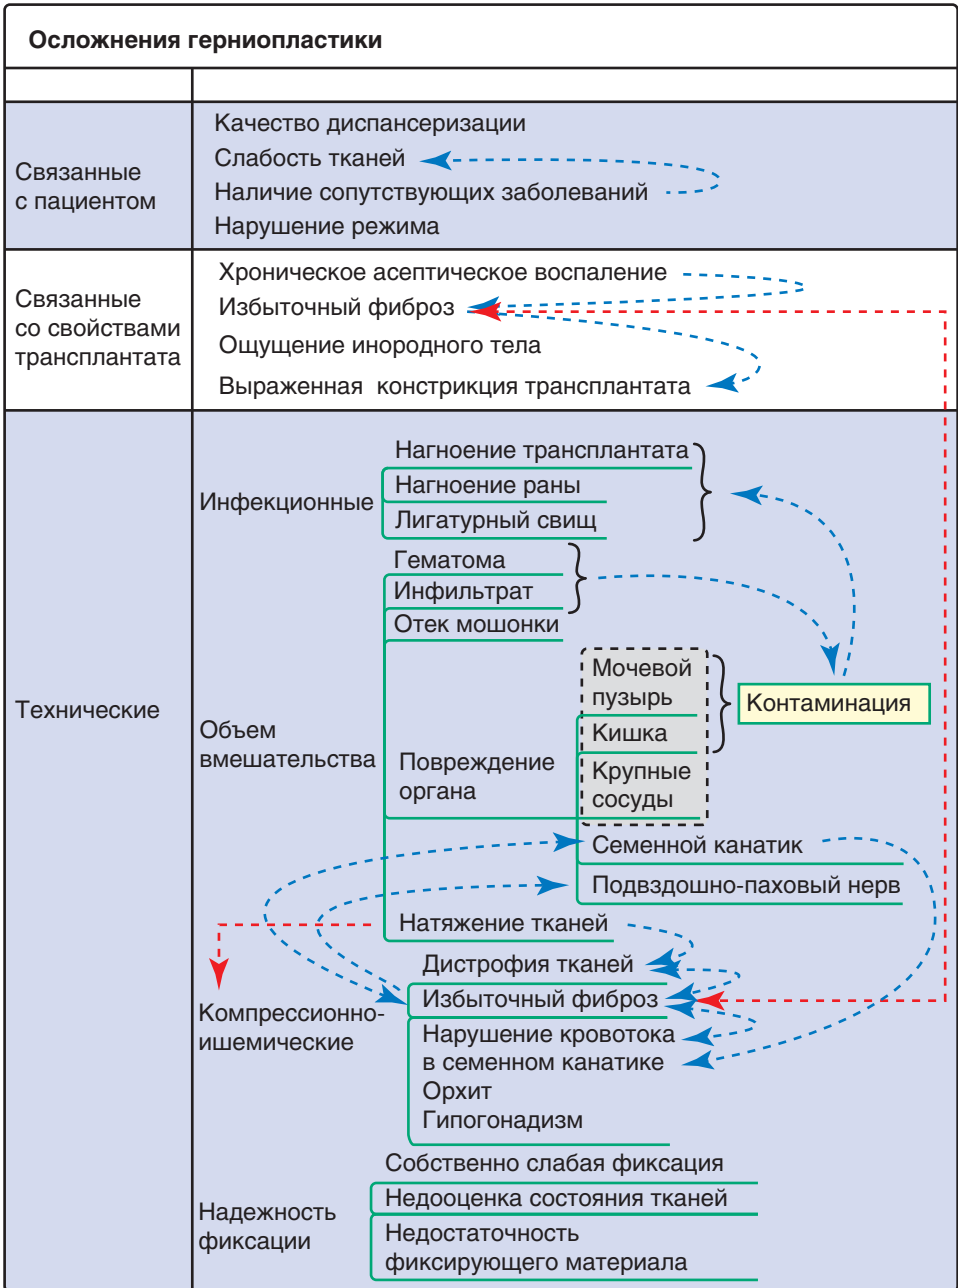 Осложнения герниопластики
Связанные
с пациентом
Качество диспансеризации
Слабость тканей
Наличие сопутствующих заболеваний
Нарушение режима
Связанные
со свойствами
трансплантата
Хроническое асептическое воспаление
Избыточный фиброз
Ощущение инородного тела
Выраженная констрикция трансплантата
Технические
Инфекционные
Нагноение трансплантата
Нагноение раны
Лигатурный свищ
Объем
вмешательства
Гематома
Инфильтрат
Отек мошонки
Повреждение
органа
Мочевой
пузырь
Кишка
Крупные
сосуды
Контаминация
Семенной канатик
Подвздошно-паховый нерв
Натяжение тканей
Компрессионно-
ишемические
Дистрофия тканей
Избыточный фиброз
Нарушение кровотока
в семенном канатике
Орхит
Гипогонадизм
Надежность
фиксации
Собственно слабая фиксация
Недооценка состояния тканей
Недостаточность
фиксирующего материала